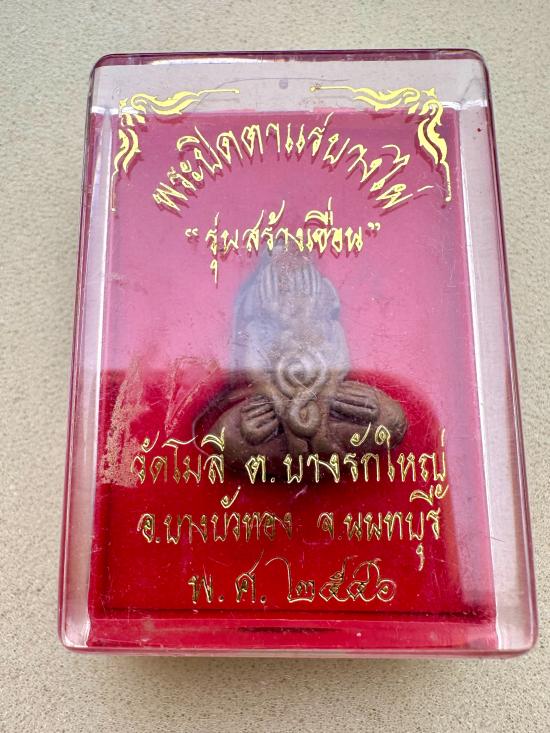 พระปิดตาแร่บางไผ่
“รุ่นสร้างเขื่อน”
วัดโมลี ต.บางรักใหญ่
อ.บางบัวทอง จ.นนทบุรี
พ.ศ. ๒๕๔๐